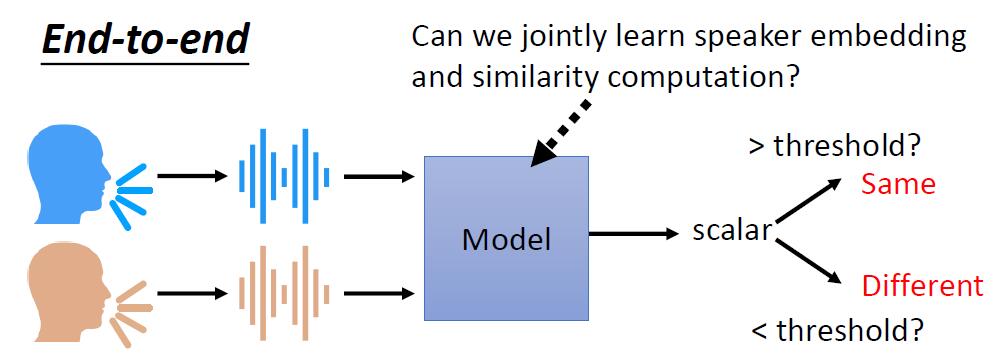 End-to-end
Can we jointly learn speaker embedding
and similarity computation?
> threshold?
Same
Model
scalar
Different
< threshold?